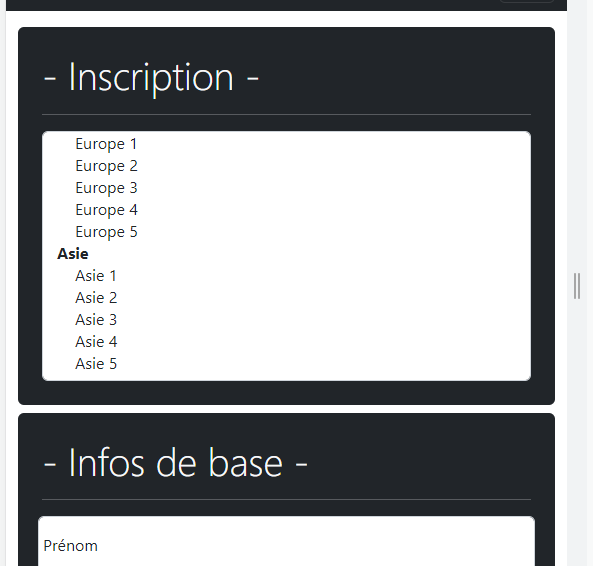 - Inscription -
Europe 1
Europe 2
Europe 3
Europe 4
Europe 5
Asie
Asie 1
Asie 2
Asie 3
Asie 4
Asie 5
- Infos de base -
Prénom